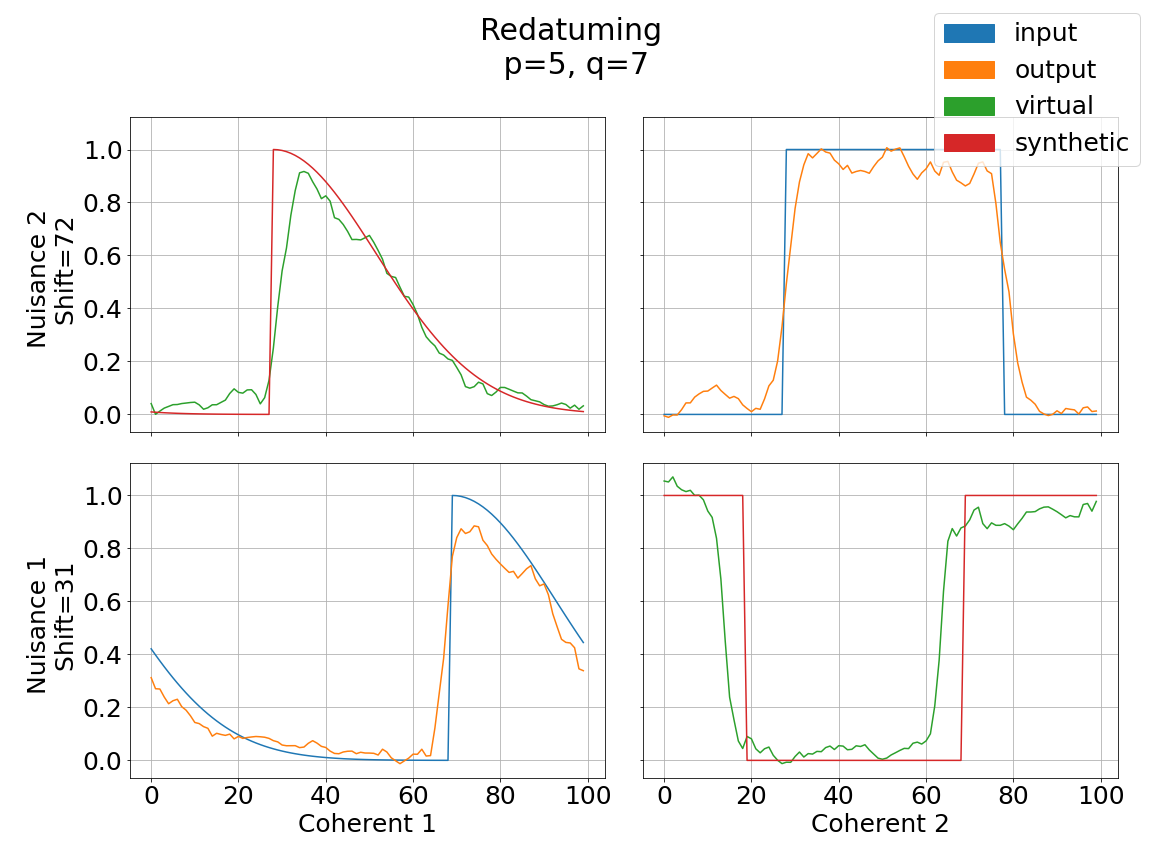 Redatuming
p=5, q=7
input
output
virtual
synthetic
Nuisance 2
Shift=72
1.0
0.8
0.6
0.4
0.2
0.0
Nuisance 1
Shift=31
1.0
0.8
0.6
0.4
0.2
0.0
0 20 40 60 80 100
Coherent 1
0 20 40 60 80 100
Coherent 2